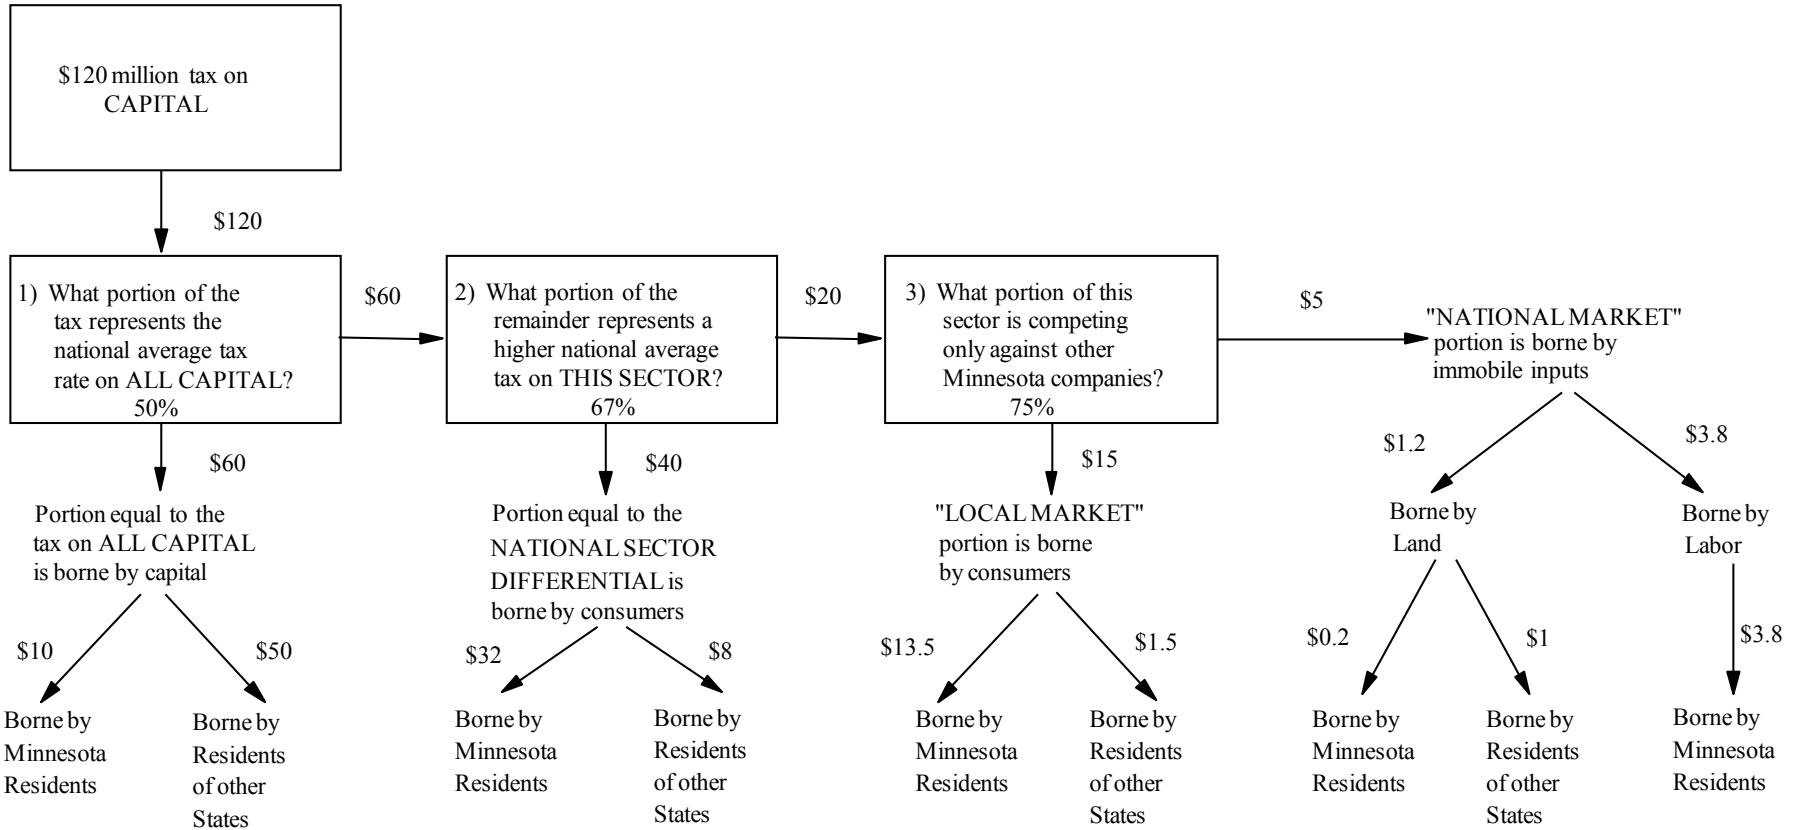 $120 million tax on
CAPITAL
$120
1) What portion of the
tax represents the
national average tax
rate on ALL CAPITAL?
50%
$60
2) What portion of the
remainder represents a
higher national average
tax on THIS SECTOR?
67%
$20
3) What portion of this
sector is competing
only against other
Minnesota companies?
75%
$5
"NATIONAL MARKET"
portion is borne by
immobile inputs
$60
Portion equal to the
tax on ALL CAPITAL
is borne by capital
$40
Portion equal to the
NATIONAL SECTOR
DIFFERENTIAL is
borne by consumers
$15
"LOCAL MARKET"
portion is borne
by consumers
$1.2
Borne by
Land
$3.8
Borne by
Labor
$10
Borne by
Minnesota
Residents
$50
Borne by
Residents
of other
States
$32
Borne by
Minnesota
Residents
$8
Borne by
Residents
of other
States
$13.5
Borne by
Minnesota
Residents
$1.5
Borne by
Residents
of other
States
$0.2
Borne by
Minnesota
Residents
$1
Borne by
Residents
of other
States
$3.8
Borne by
Minnesota
Residents